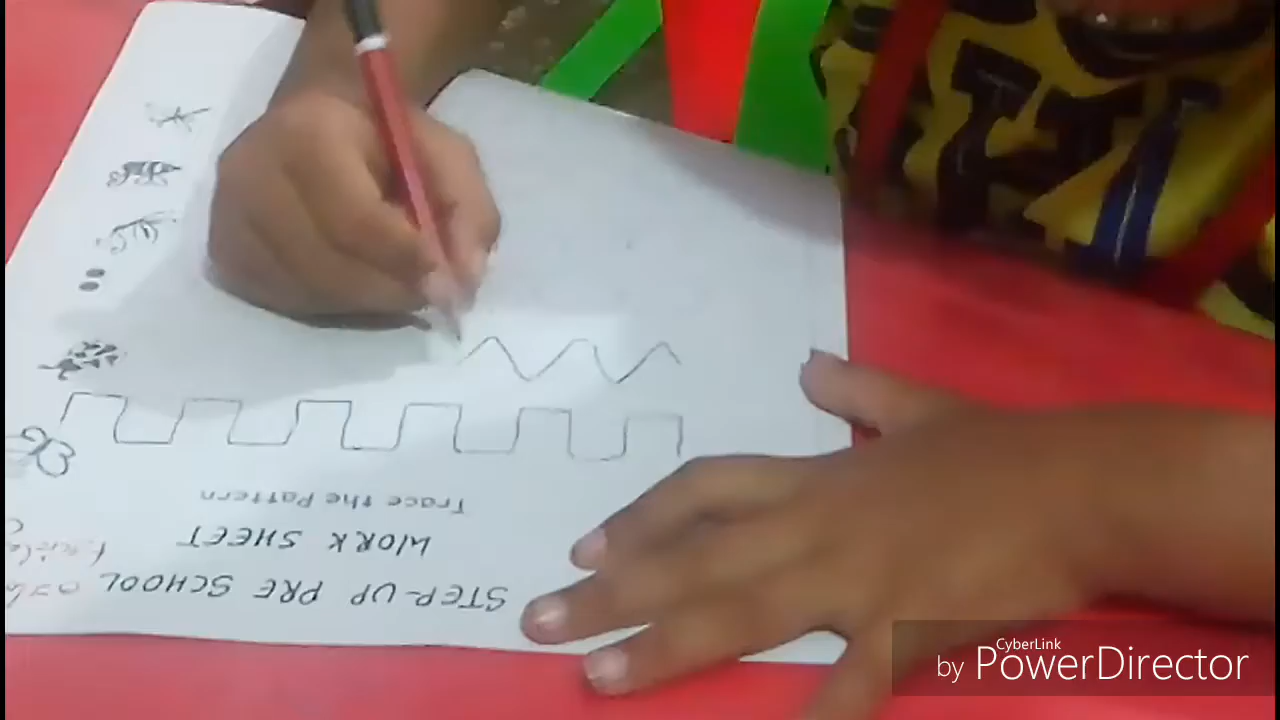 STEP-UP PRE SCHOOL
WORK SHEET
Trace the Pattern
CyberLink
by PowerDirector